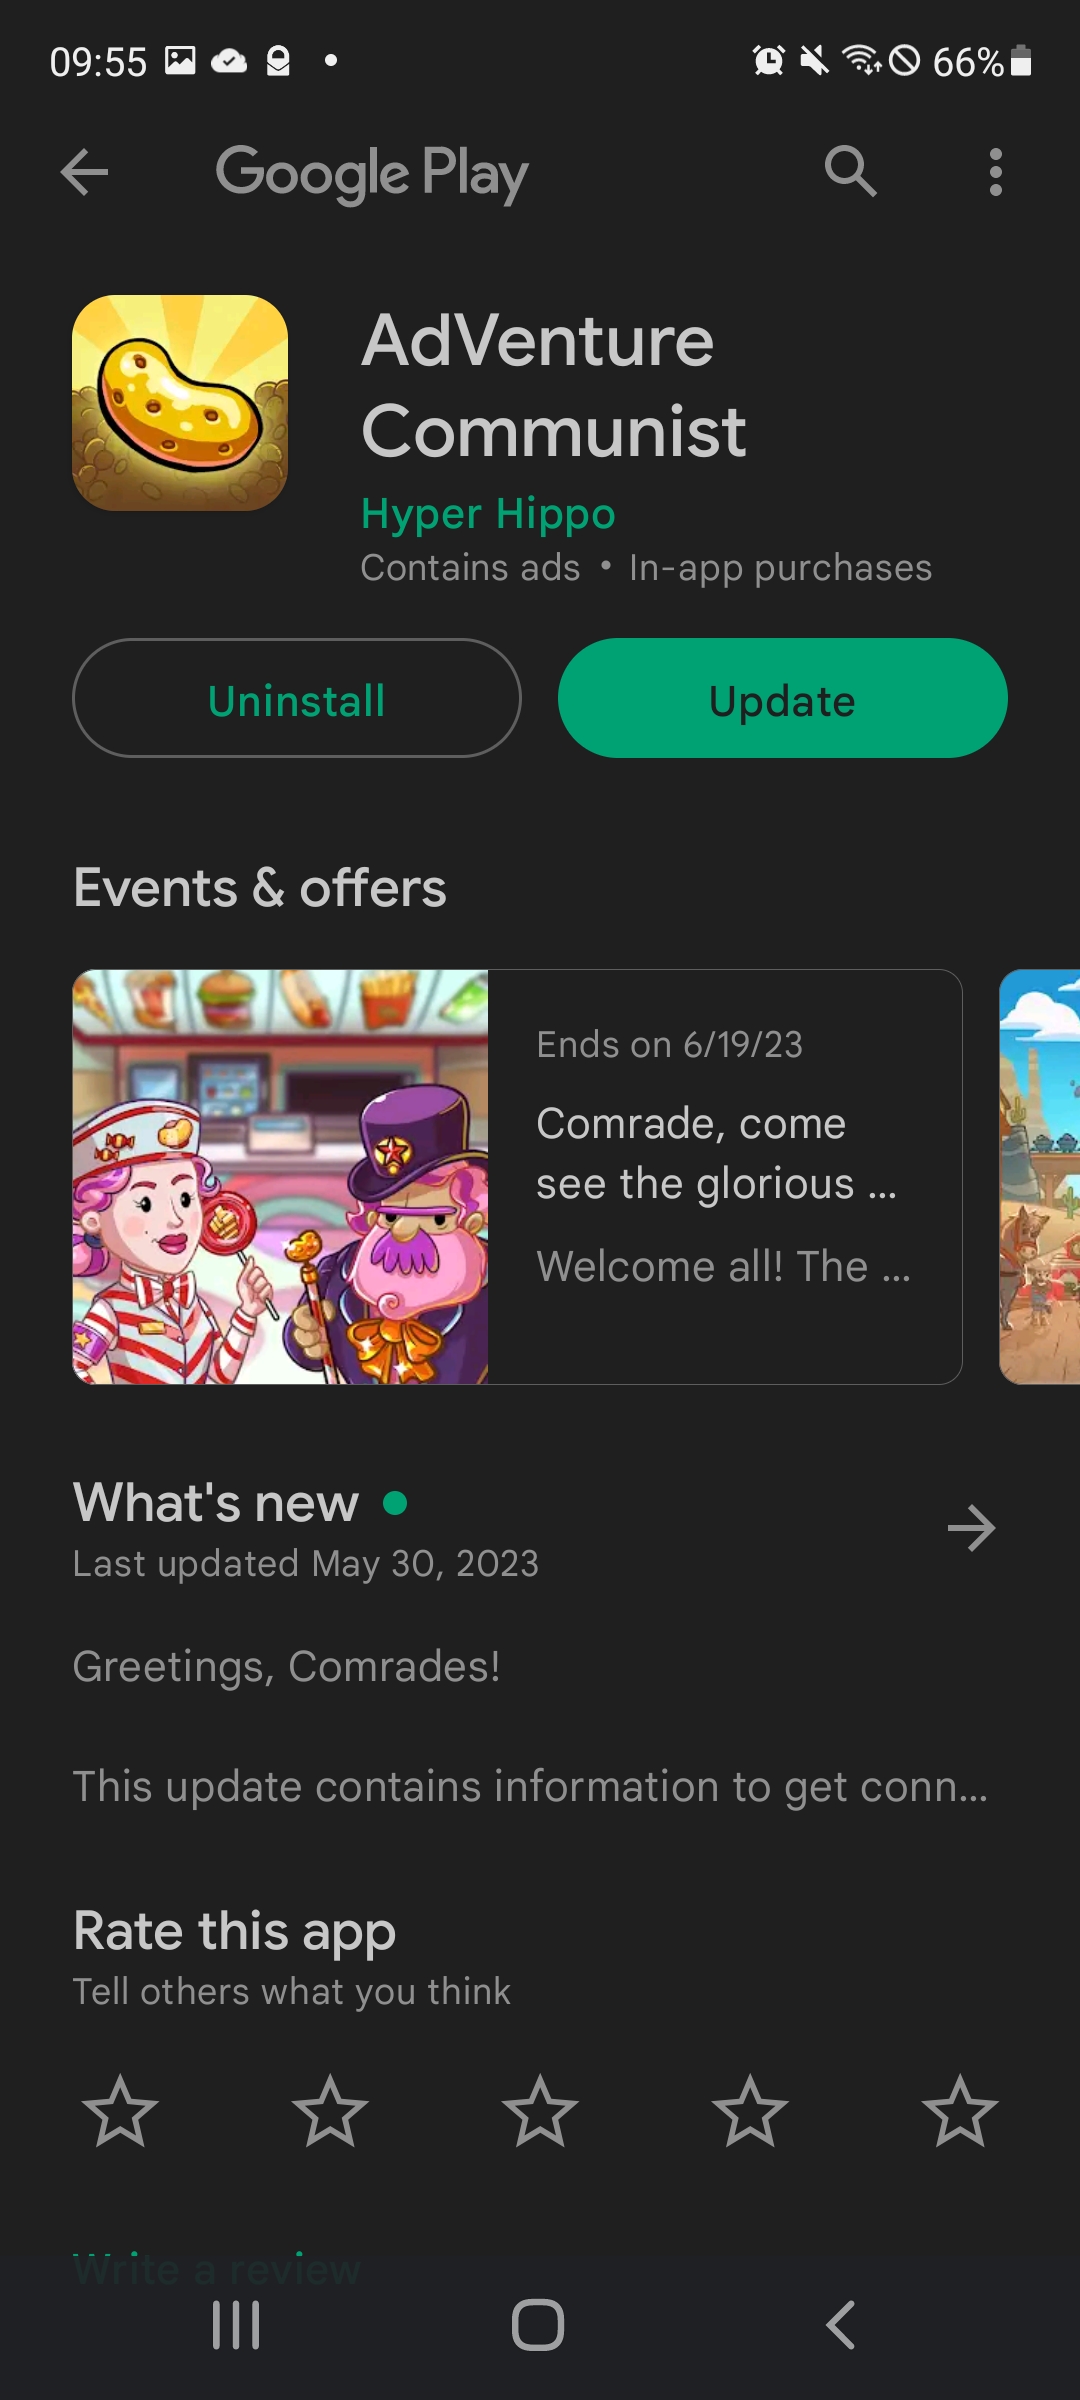 09:55
66%
Google Play
AdVenture
Communist
Hyper Hippo
Contains ads • In-app purchases
Uninstall
Update
Events & offers
Ends on 6/19/23
Comrade, come
see the glorious ...
Welcome all! The ...
What's new
Last updated May 30, 2023
Greetings, Comrades!
This update contains information to get conn...
Rate this app
Tell others what you think
Write a review